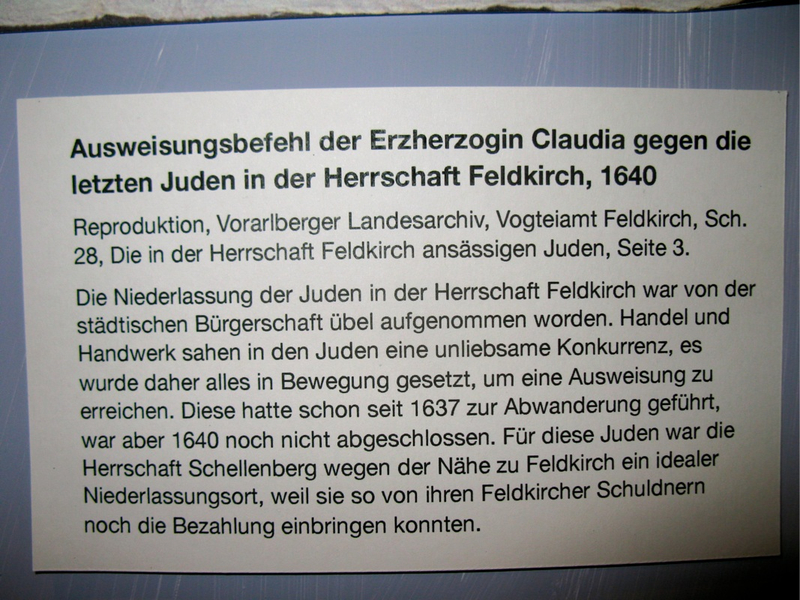 Ausweisungsbefehl der Erzherzogin Claudia gegen die
letzten Juden in der Herrschaft Feldkirch, 1640
Reproduktion, Vorarlberger Landesarchiv, Vogteiamt Feldkirch, Sch.
28, Die in der Herrschaft Feldkirch ansässigen Juden, Seite 3.
Die Niederlassung der Juden in der Herrschaft Feldkirch war von der
städtischen Bürgerschaft übel aufgenommen worden. Handel und
Handwerk sahen in den Juden eine unliebsame Konkurrenz, es
wurde daher alles in Bewegung gesetzt, um eine Ausweisung zu
erreichen. Diese hatte schon seit 1637 zur Abwanderung geführt,
war aber 1640 noch nicht abgeschlossen. Für diese Juden war die
Herrschaft Schellenberg wegen der Nähe zu Feldkirch ein idealer
Niederlassungsort, weil sie so von ihren Feldkircher Schuldnern
noch die Bezahlung einbringen konnten.